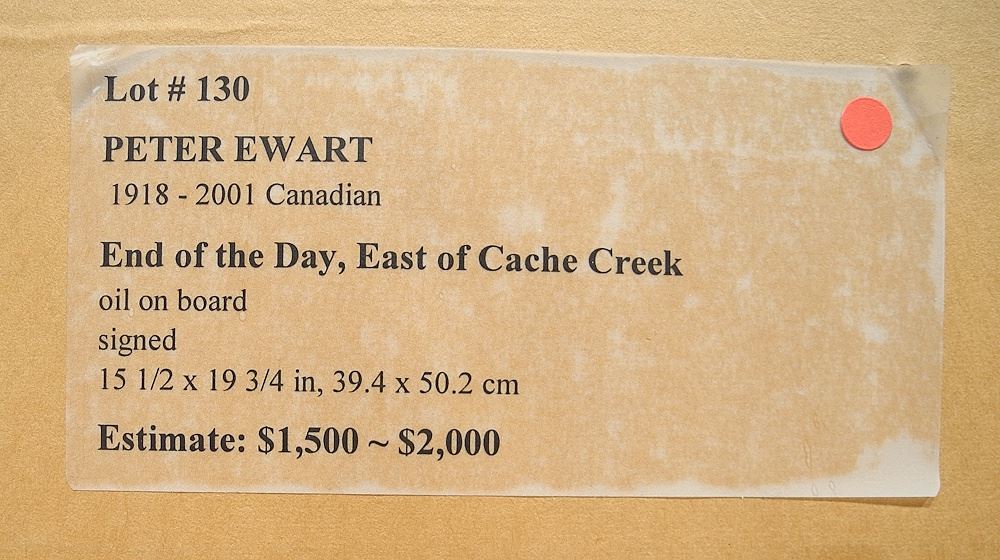 Lot # 130
PETER EWART
1918 - 2001 Canadian
End of the Day, East of Cache Creek
oil on board
signed
15 1/2 x 19 3/4 in, 39.4 x 50.2 cm
Estimate: $1,500 ~ $2,000